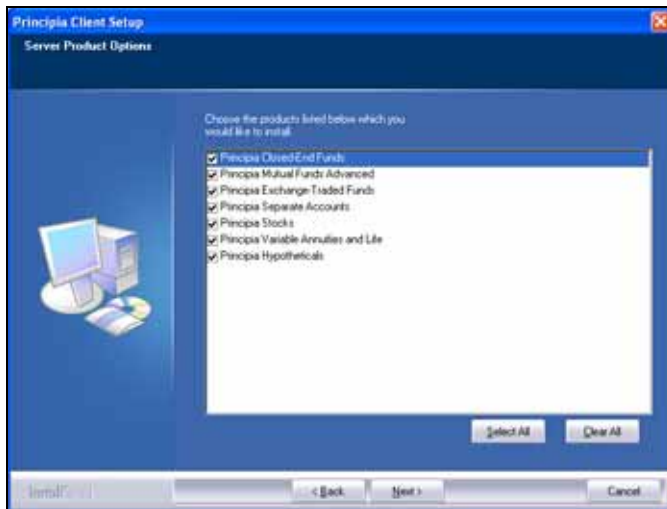 Principia Client Setup
Server Product Options
Choose the products listed below which you
would like to install.
Principia Closed-End Funds
Principia Mutual Funds Advanced
Principia Exchange-Traded Funds
Principia Separate Accounts
Principia Stocks
Principia Variable Annuities and Life
Principia Hypotheticals
Select All
Clear All
< Back
Next >
Cancel